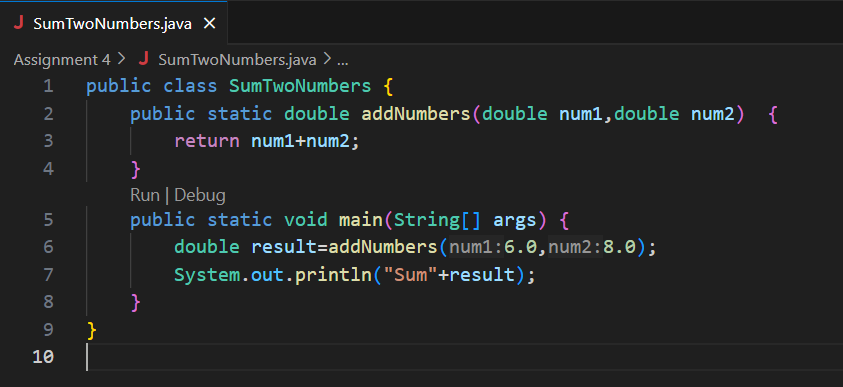 J SumTwoNumbers.java ×
Assignment 4 > J SumTwoNumbers.java > ...
1 public class SumTwoNumbers {
2     public static double addNumbers(double num1,double num2)  {
3         return num1+num2;
4     }
Run | Debug
5     public static void main(String[] args) {
6         double result=addNumbers(num1:6.0,num2:8.0);
7         System.out.println("Sum"+result);
8     }
9 }
10